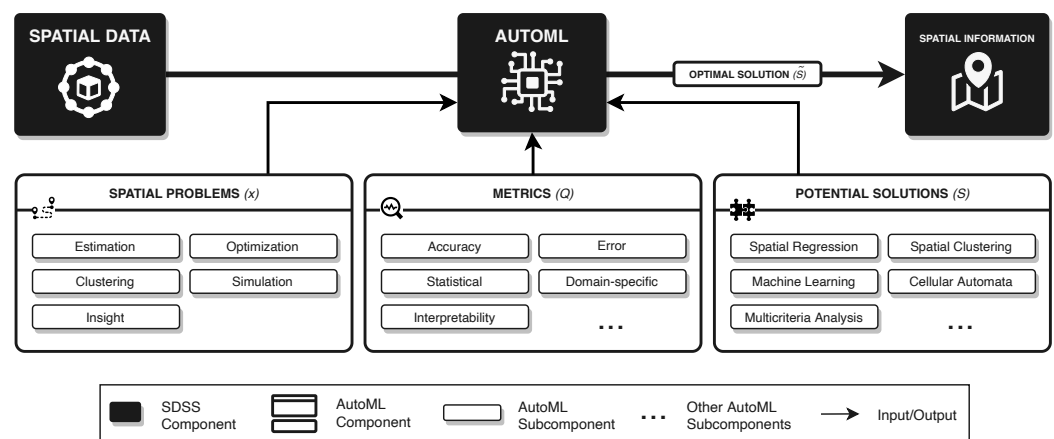 SPATIAL DATA
AUTOML
SPATIAL INFORMATION
OPTIMAL SOLUTION (S̃)
SPATIAL PROBLEMS (x)
Estimation
Optimization
Clustering
Simulation
Insight
METRICS (Q)
Accuracy
Error
Statistical
Domain-specific
Interpretability
...
POTENTIAL SOLUTIONS (S)
Spatial Regression
Spatial Clustering
Machine Learning
Cellular Automata
Multicriteria Analysis
...
SDSS
Component
AutoML
Component
AutoML
Subcomponent
...
Other AutoML
Subcomponents
Input/Output